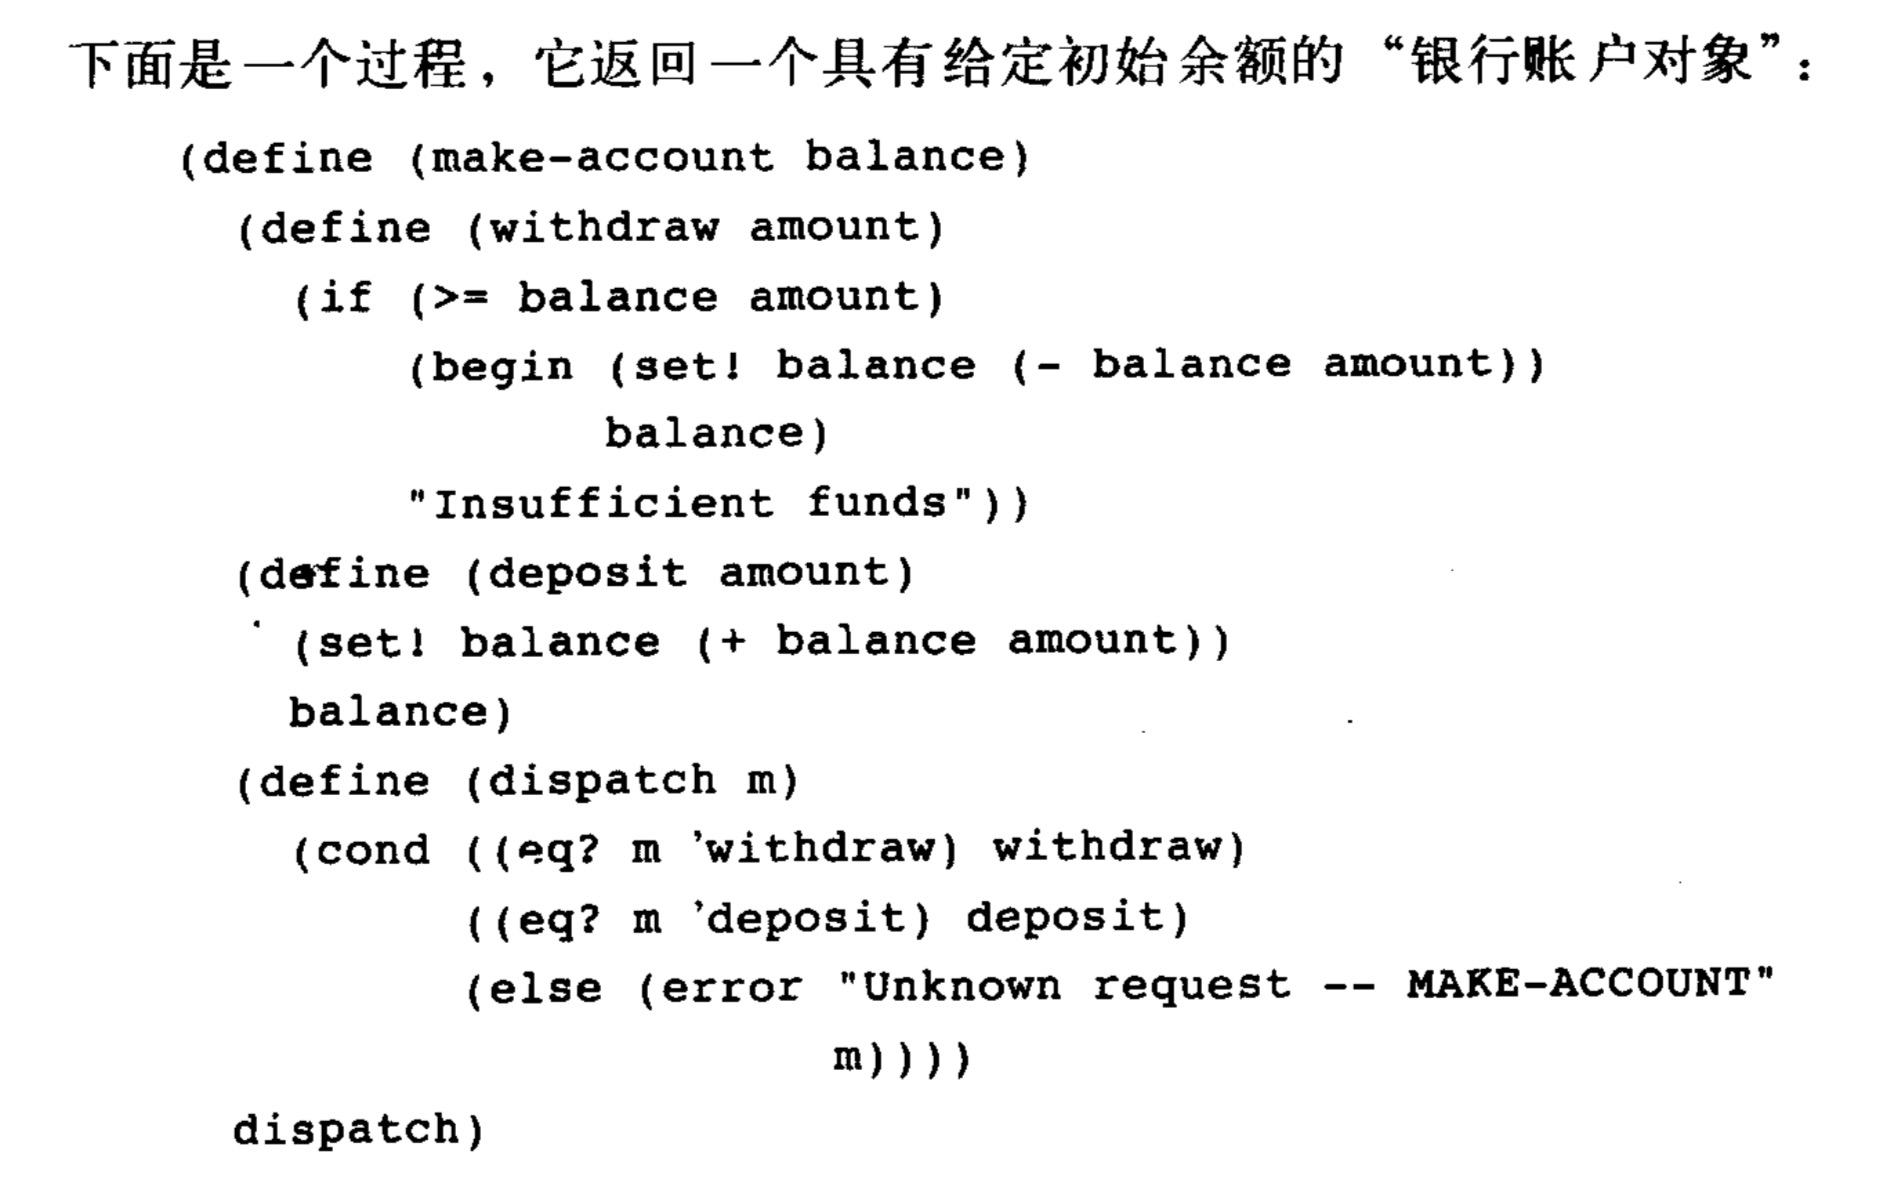 下面是一个过程，它返回一个具有给定初始余额的“银行账户对象”：
(define (make-account balance)
  (define (withdraw amount)
    (if (>= balance amount)
        (begin (set! balance (- balance amount))
               balance)
        "Insufficient funds"))
  (define (deposit amount)
    (set! balance (+ balance amount))
    balance)
  (define (dispatch m)
    (cond ((eq? m 'withdraw) withdraw)
          ((eq? m 'deposit) deposit)
          (else (error "Unknown request -- MAKE-ACCOUNT"
                       m))))
  dispatch)